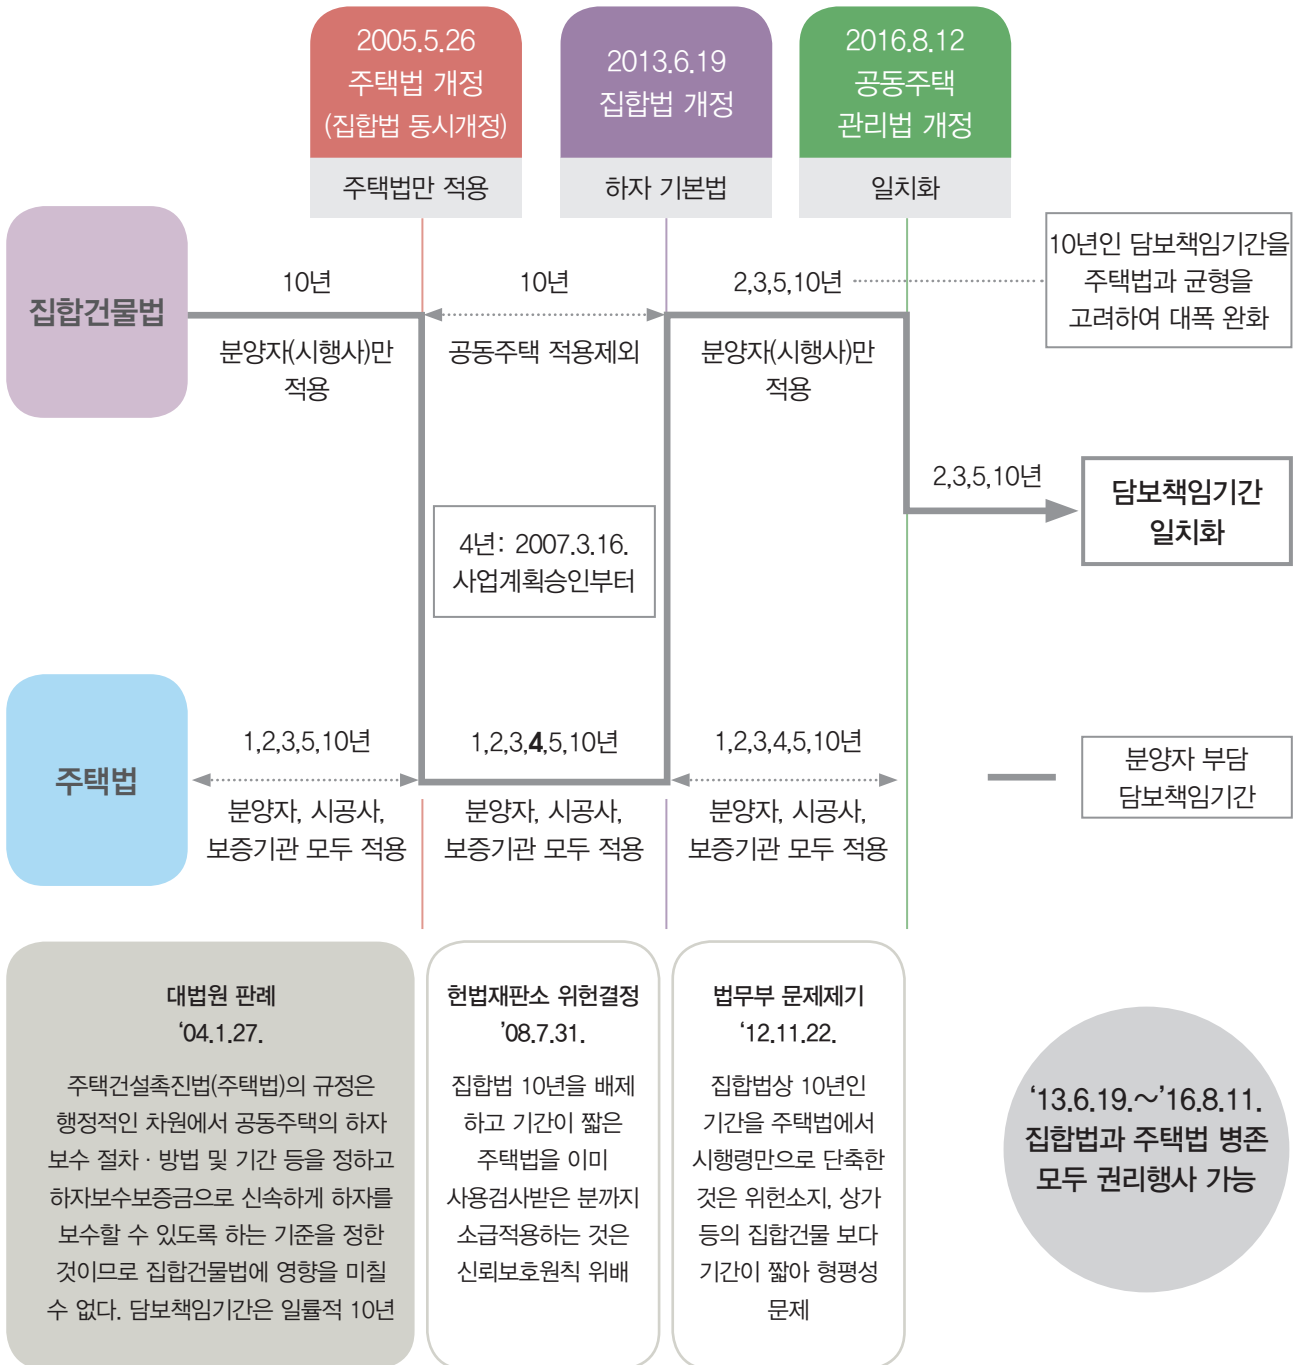 2005.5.26
주택법 개정
(집합법 동시개정)
주택법만 적용
2013.6.19
집합법 개정
하자 기본법
2016.8.12
공동주택
관리법 개정
일치화
집합건물법
10년
분양자(시행사)만
적용
10년
공동주택 적용제외
2,3,5,10년
분양자(시행사)만
적용
10년인 담보책임기간을
주택법과 균형을
고려하여 대폭 완화
2,3,5,10년
담보책임기간
일치화
4년: 2007.3.16.
사업계획승인부터
주택법
1,2,3,5,10년
분양자, 시공사,
보증기관 모두 적용
1,2,3,4,5,10년
분양자, 시공사,
보증기관 모두 적용
1,2,3,4,5,10년
분양자, 시공사,
보증기관 모두 적용
분양자 부담
담보책임기간
대법원 판례
‘04.1.27.
주택건설촉진법(주택법)의 규정은
행정적인 차원에서 공동주택의 하자
보수 절차 · 방법 및 기간 등을 정하고
하자보수보증금으로 신속하게 하자를
보수할 수 있도록 하는 기준을 정한
것이므로 집합건물법에 영향을 미칠
수 없다. 담보책임기간은 일률적 10년
헌법재판소 위헌결정
‘08.7.31.
집합법 10년을 배제
하고 기간이 짧은
주택법을 이미
사용검사받은 분까지
소급적용하는 것은
신뢰보호원칙 위배
법무부 문제제기
‘12.11.22.
집합법상 10년인
기간을 주택법에서
시행령만으로 단축한
것은 위헌소지, 상가
등의 집합건물 보다
기간이 짧아 형평성
문제
‘13.6.19.~’16.8.11.
집합법과 주택법 병존
모두 권리행사 가능